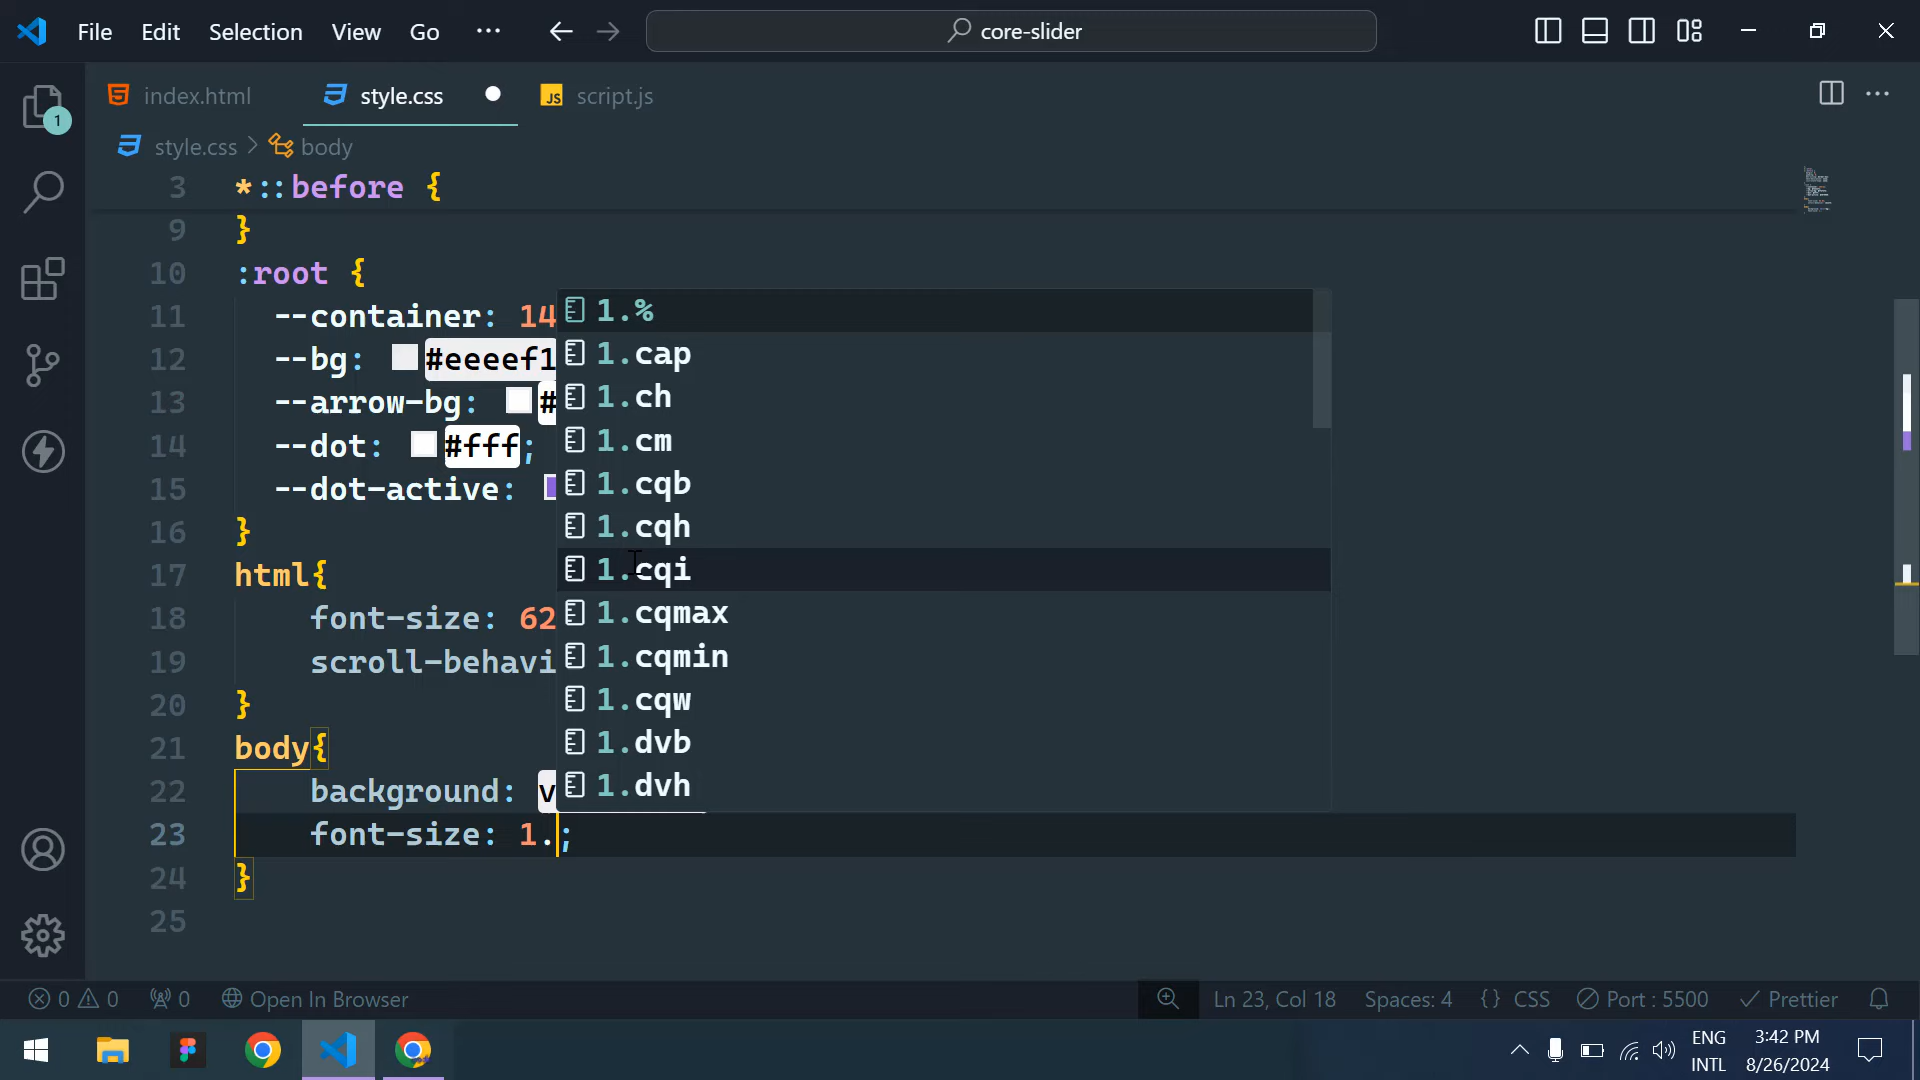 File Edit Selection View Go ··· core-slider
index.html style.css script.js
style.css > body
3 *::before {
9 }
10 :root {
11 --container: 14
12 --bg: #eeeef1
13 --arrow-bg: #
14 --dot: #fff;
15 --dot-active:
16 }
17 html{
18 font-size: 62
19 scroll-behavi
20 }
21 body{
22 background: v
23 font-size: 1.;
24 }
25
1.%
1.cap
1.ch
1.cm
1.cqb
1.cqh
1.cqi
1.cqmax
1.cqmin
1.cqw
1.dvb
1.dvh
1
0 0 0 Open In Browser Ln 23, Col 18 Spaces: 4 {} CSS Port : 5500 Prettier
ENG 3:42 PM
INTL 8/26/2024